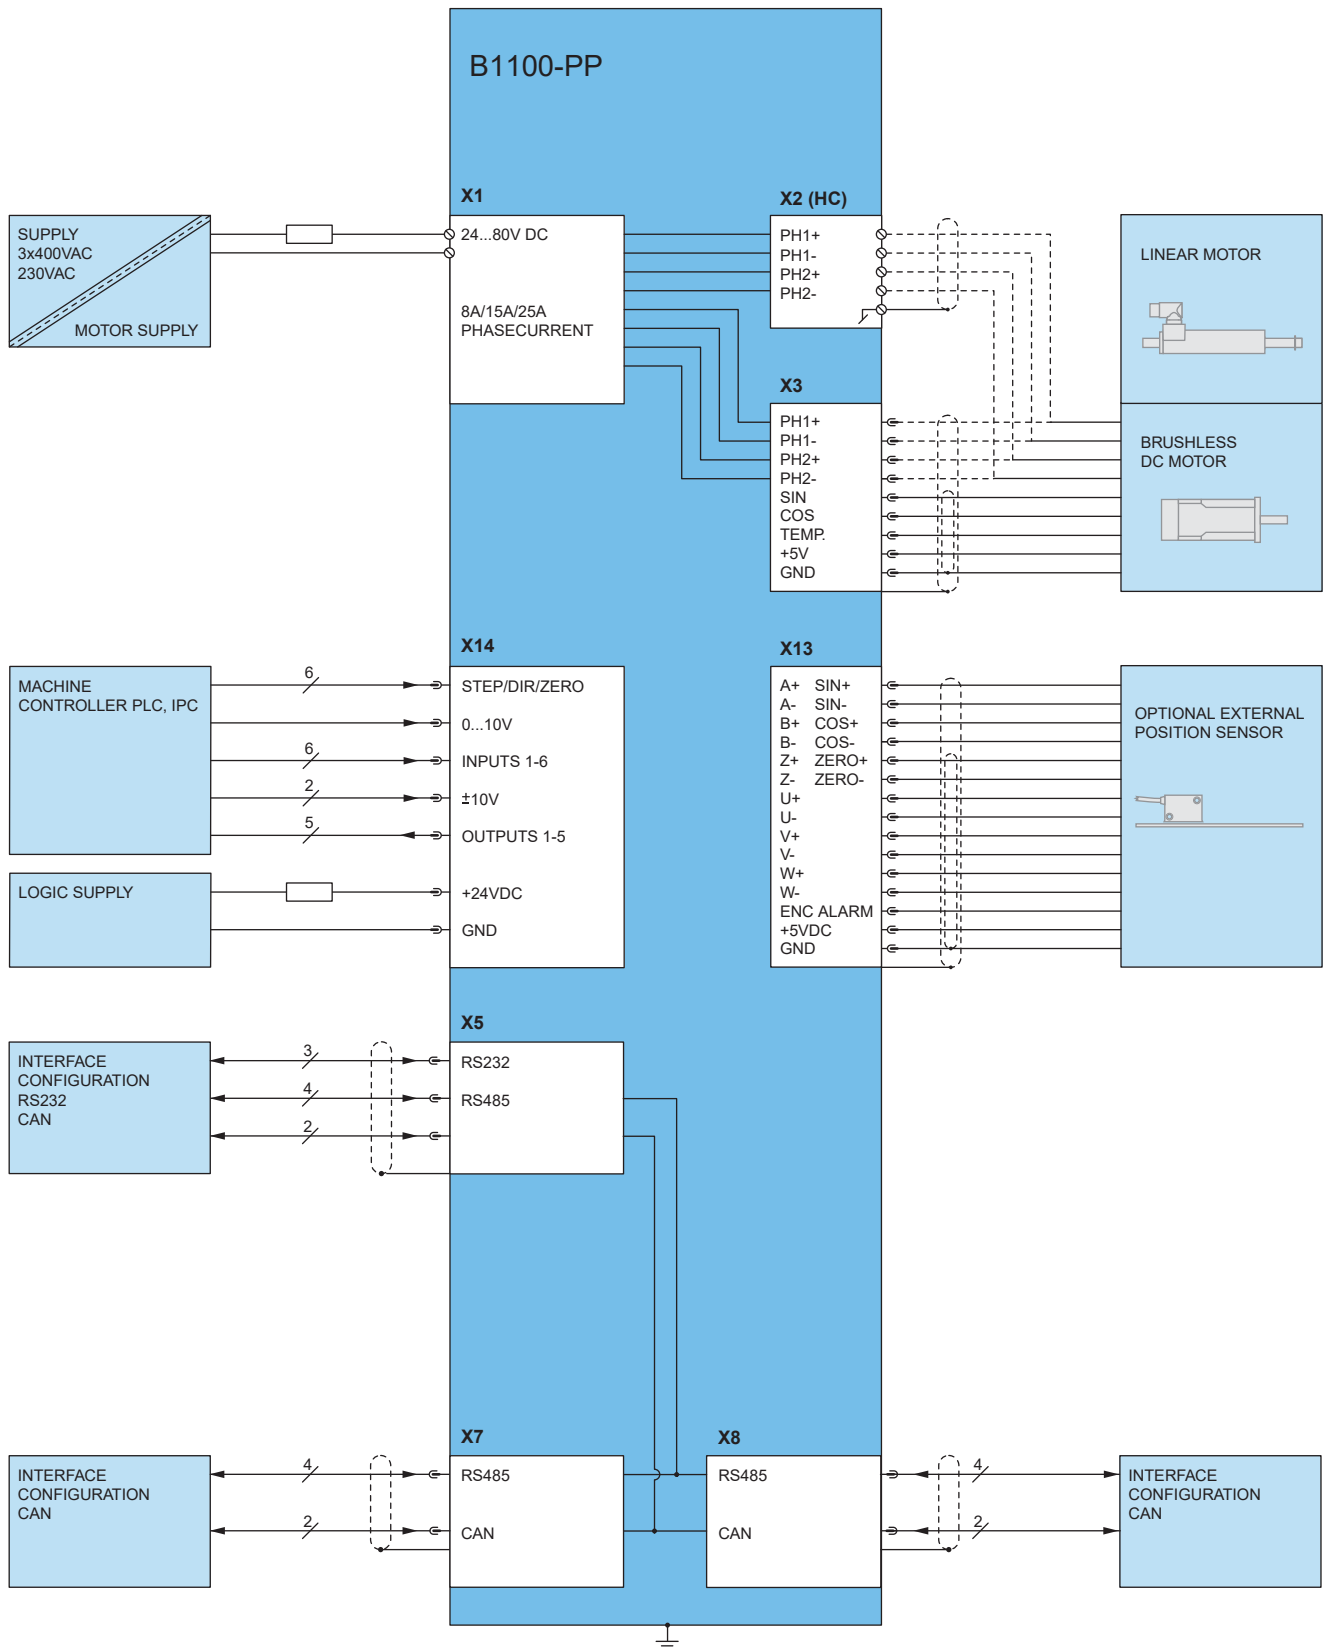 B1100-PP
X1
X2 (HC)
SUPPLY
3x400VAC
230VAC
MOTOR SUPPLY
24...80V DC
8A/15A/25A
PHASECURRENT
PH1+
PH1-
PH2+
PH2-
LINEAR MOTOR
X3
PH1+
PH1-
PH2+
PH2-
SIN
COS
TEMP.
+5V
GND
BRUSHLESS
DC MOTOR
X14
MACHINE
CONTROLLER PLC, IPC
6
6
2
5
STEP/DIR/ZERO
0...10V
INPUTS 1-6
±10V
OUTPUTS 1-5
LOGIC SUPPLY
+24VDC
GND
X13
A+ SIN+
A- SIN-
B+ COS+
B- COS-
Z+ ZERO+
Z- ZERO-
U+
U-
V+
V-
W+
W-
ENC ALARM
+5VDC
GND
OPTIONAL EXTERNAL
POSITION SENSOR
X5
INTERFACE
CONFIGURATION
RS232
CAN
3
4
2
RS232
RS485
X7
INTERFACE
CONFIGURATION
CAN
4
2
RS485
CAN
X8
RS485
CAN
4
2
INTERFACE
CONFIGURATION
CAN